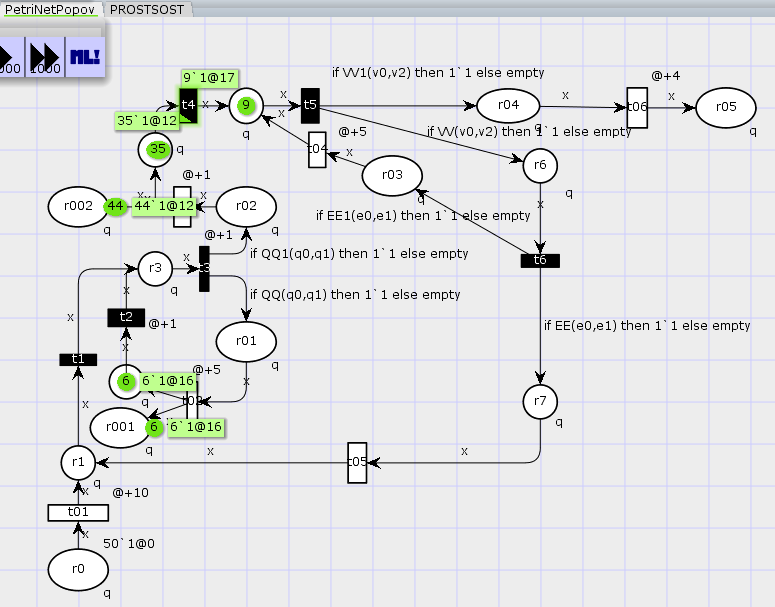 PetriNetPopov PROSTSOST
000 1000 ML!
if W1(v0,v2) then 1`1 else empty
9`1@17
@+4
t4 x 9 x t5 r04 x t06 x r05
35`1@12
q q q
if W(v0,v2) then 1`1 else empty
x @+5
t04 x
35 q
r6
r03
@+1 q
q
x x
r002 44 44`1@12 r02 x
if EE1(e0,e1) then 1`1 else empty
q q
@+1
if QQ1(q0,q1) then 1`1 else empty
x t6
r3 t3
q x
if QQ(q0,q1) then 1`1 else empty
x t2 @+1
if EE(e0,e1) then 1`1 else empty
r01
x
t1 q
@+5
6 6`1@16 x
q t02 r7
x q
r001 6 6`1@16
q x x
r1 t05
q
x @+10
t01
x 50`1@0
r0
q